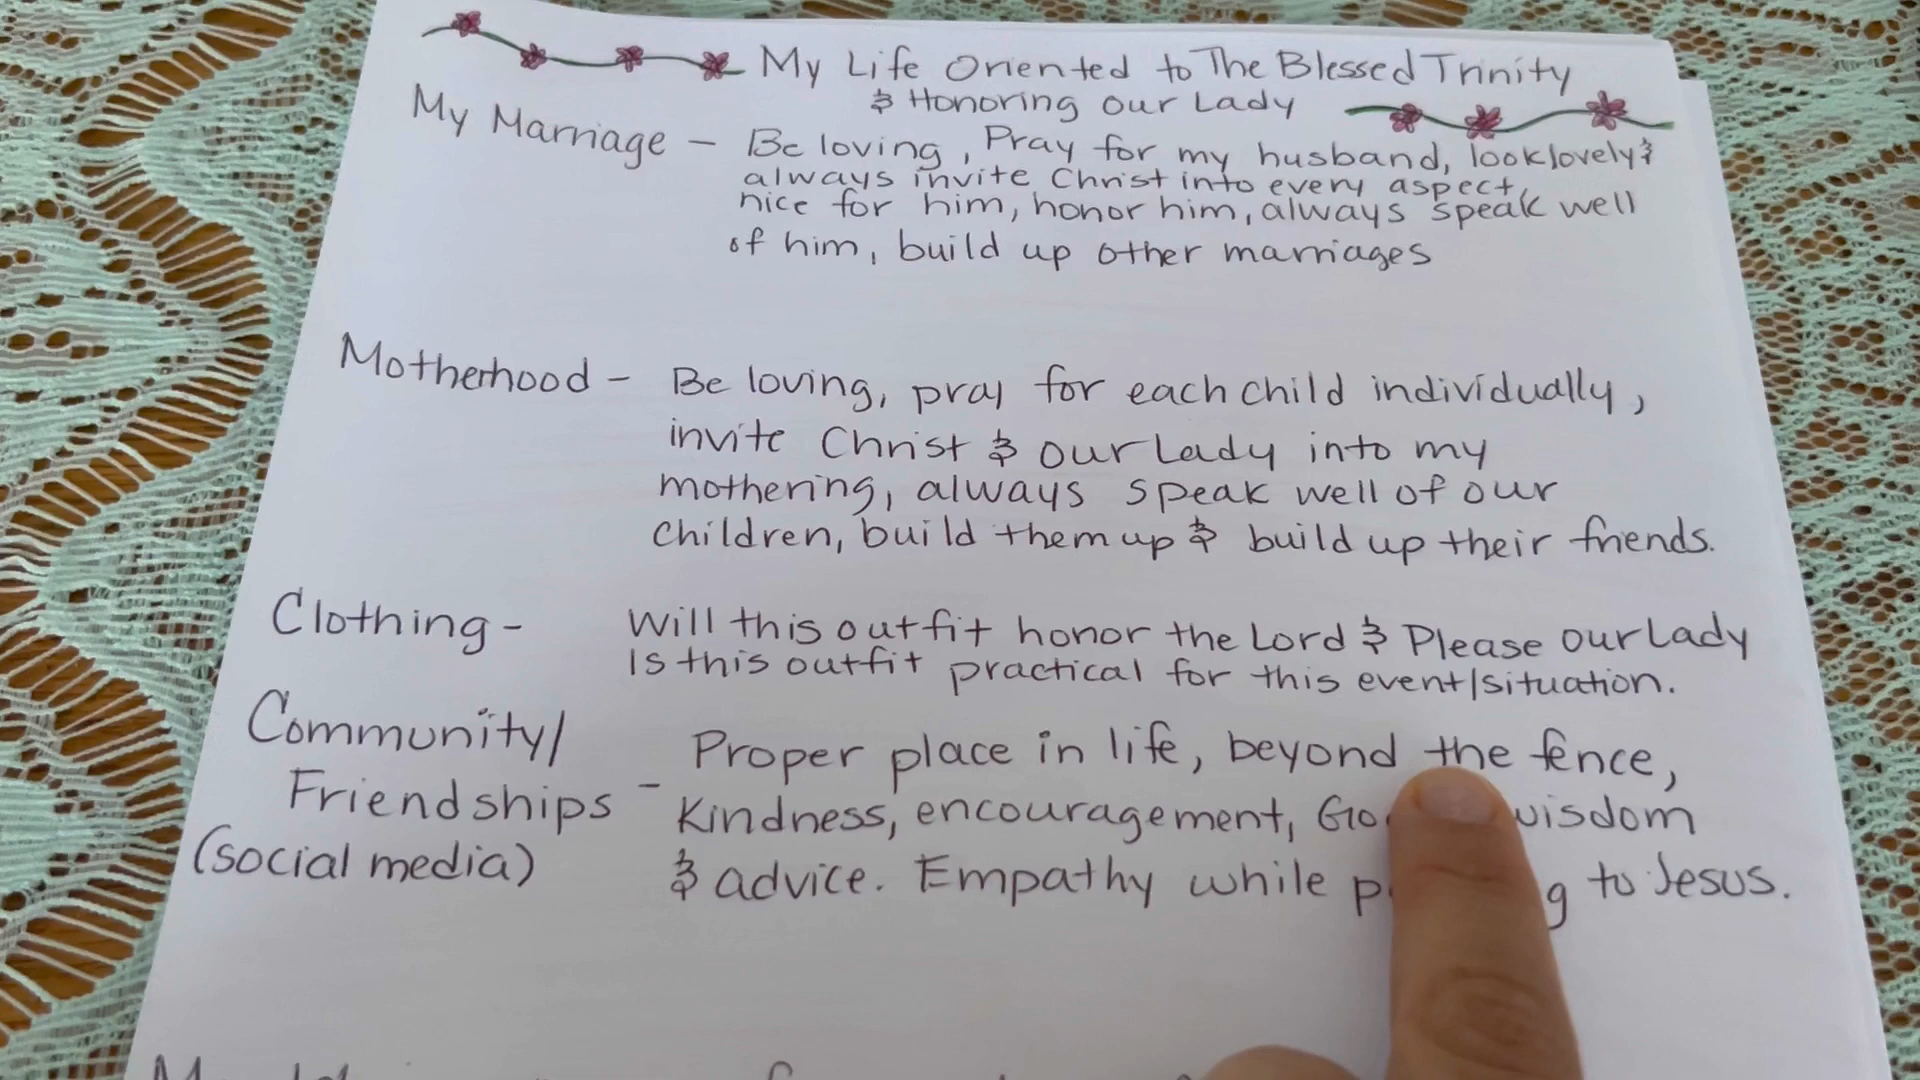 My Life Oriented to The Blessed Trinity
& Honoring our Lady
My Marriage - Be loving, Pray for my husband, look lovely &
always invite Christ into every aspect,
nice for him, honor him, always speak well
of him, build up other marriages
Motherhood - Be loving, pray for each child individually,
invite Christ & our Lady into my
mothering, always speak well of our
children, build them up & build up their friends.
Clothing - Will this outfit honor the Lord & Please our Lady
Is this outfit practical for this event/situation.
Community/
Proper place in life, beyond the fence,
Friendships -
Kindness, encouragement, wisdom
(social media)
& advice. Empathy while to Jesus.